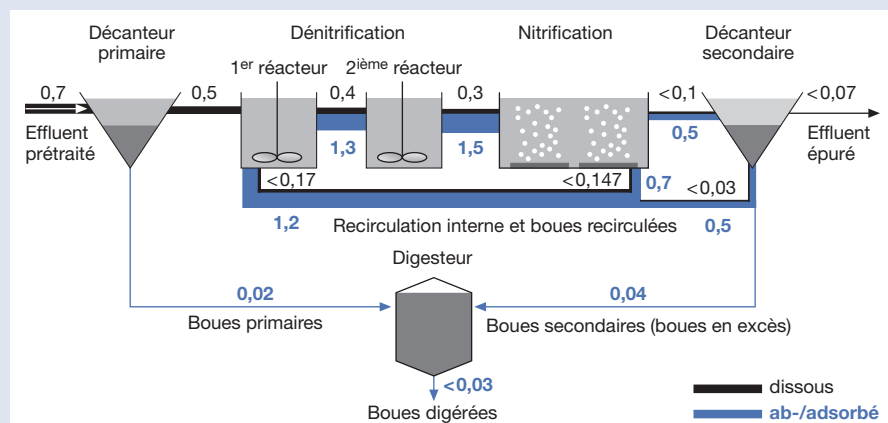 Décanteur
primaire
Dénitrification
Nitrification
Décanteur
secondaire
1er réacteur
2ième réacteur
0,7
0,5
0,4
0,3
<0,1
<0,07
Effluent
prétraité
1,3
1,5
0,5
Effluent
épuré
<0,17
<0,147
0,7
<0,03
1,2
Recirculation interne et boues recirculées
0,5
Digesteur
0,02
0,04
Boues primaires
Boues secondaires (boues en excès)
<0,03
Boues digérées
dissous
ab-/adsorbé